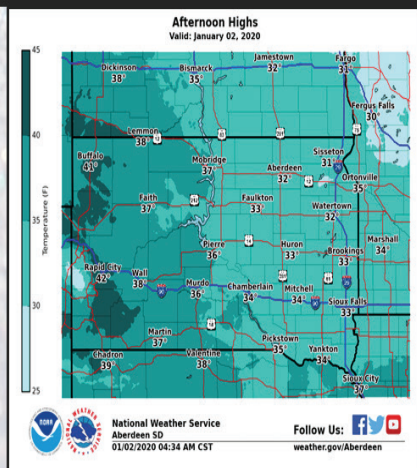 Afternoon Highs
Valid: January 02, 2020
45
40
35
30
25
Temperature (F)
Dickinson
38°
Bismarck
35°
Jamestown
32°
Fargo
31°
Fergus Falls
30°
Lemmon
38°
Buffalo
41°
Mobridge
37°
Aberdeen
32°
Sisseton
31°
Ortonville
35°
Faith
37°
Faulkton
33°
Watertown
32°
Pierre
36°
Huron
33°
Brookings
33°
Marshall
34°
Rapid City
42°
Wall
38°
Murdo
36°
Chamberlain
34°
Mitchell
34°
Sioux Falls
33°
Martin
37°
Pickstown
35°
Yankton
34°
Chadron
39°
Valentine
38°
Sioux City
37°
National Weather Service
Aberdeen SD
01/02/2020 04:34 AM CST
Follow Us:
weather.gov/Aberdeen